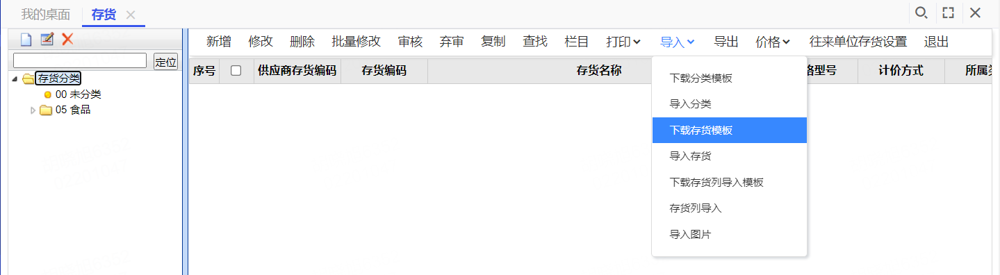 我的桌面 存货
新增 修改 删除 批量修改 审核 弃审 复制 查找 栏目 打印 导入 导出 价格 往来单位存货设置 退出
定位
序号 供应商存货编码 存货编码 存货名称 格型号 计价方式 所属类
存货分类
00 未分类
05 食品
下载分类模板
导入分类
下载存货模板
导入存货
下载存货列导入模板
存货列导入
导入图片